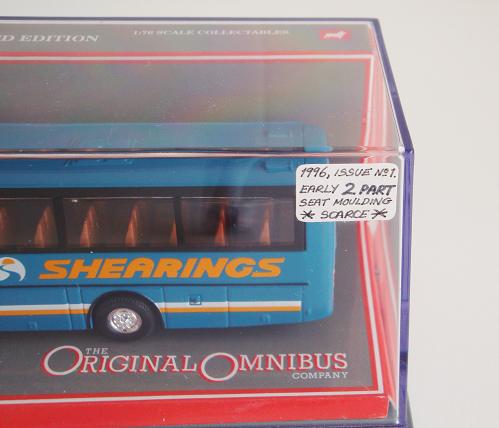 D EDITION
1:76 SCALE COLLECTABLES
1996, ISSUE Nº1.
EARLY 2 PART
SEAT MOULDING
* SCARCE *
SHEARINGS
THE
ORIGINAL OMNIBUS
COMPANY